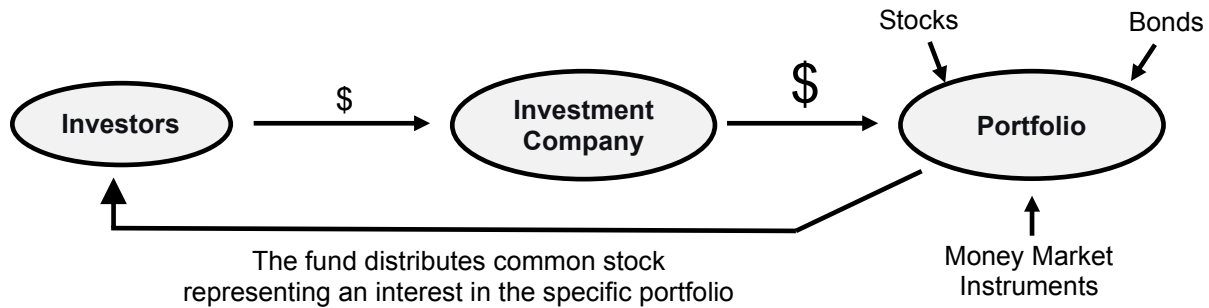 Stocks
Bonds
Investors
$
Investment
Company
$
Portfolio
The fund distributes common stock
representing an interest in the specific portfolio
Money Market
Instruments